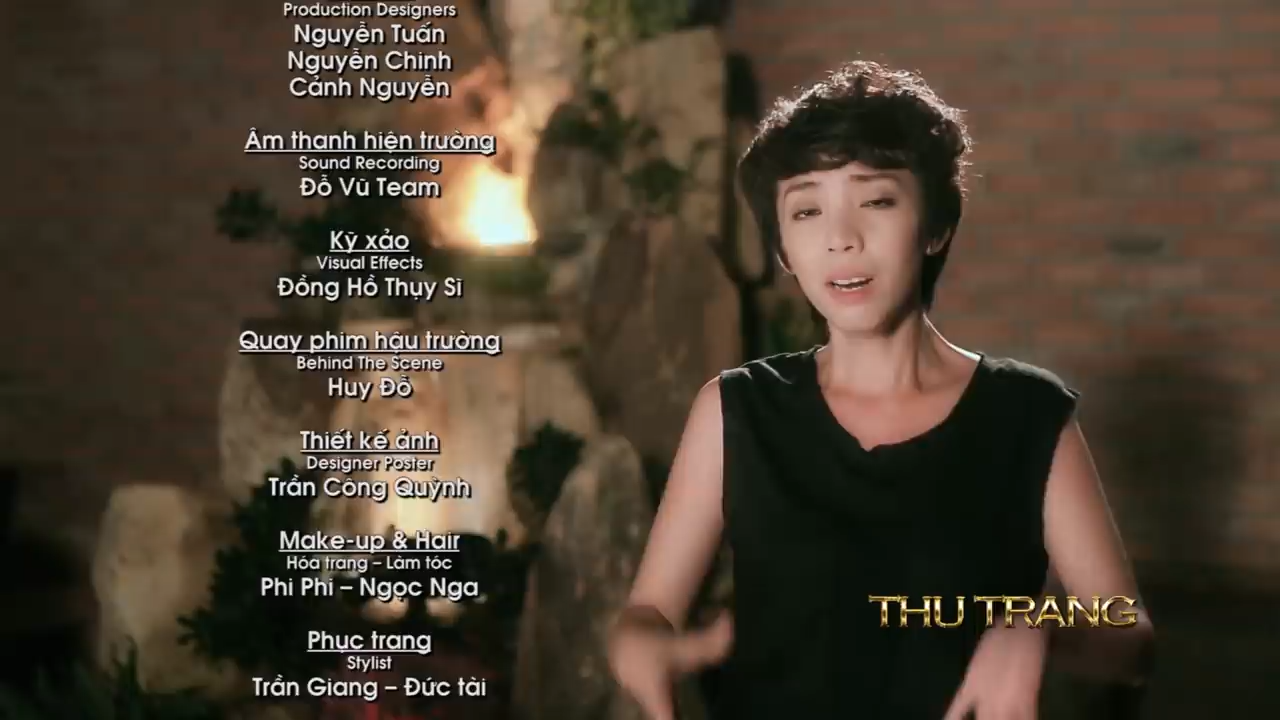 Production Designers
Nguyễn Tuấn
Nguyễn Chinh
Cảnh Nguyễn
Âm thanh hiện trường
Sound Recording
Đỗ Vũ Team
Kỹ xảo
Visual Effects
Đồng Hồ Thụy Sĩ
Quay phim hậu trường
Behind The Scene
Huy Đỗ
Thiết kế ảnh
Designer Poster
Trần Công Quỳnh
Make-up & Hair
Hóa trang – Làm tóc
Phi Phi – Ngọc Nga
Phục trang
Stylist
Trần Giang – Đức tài
THU TRANG